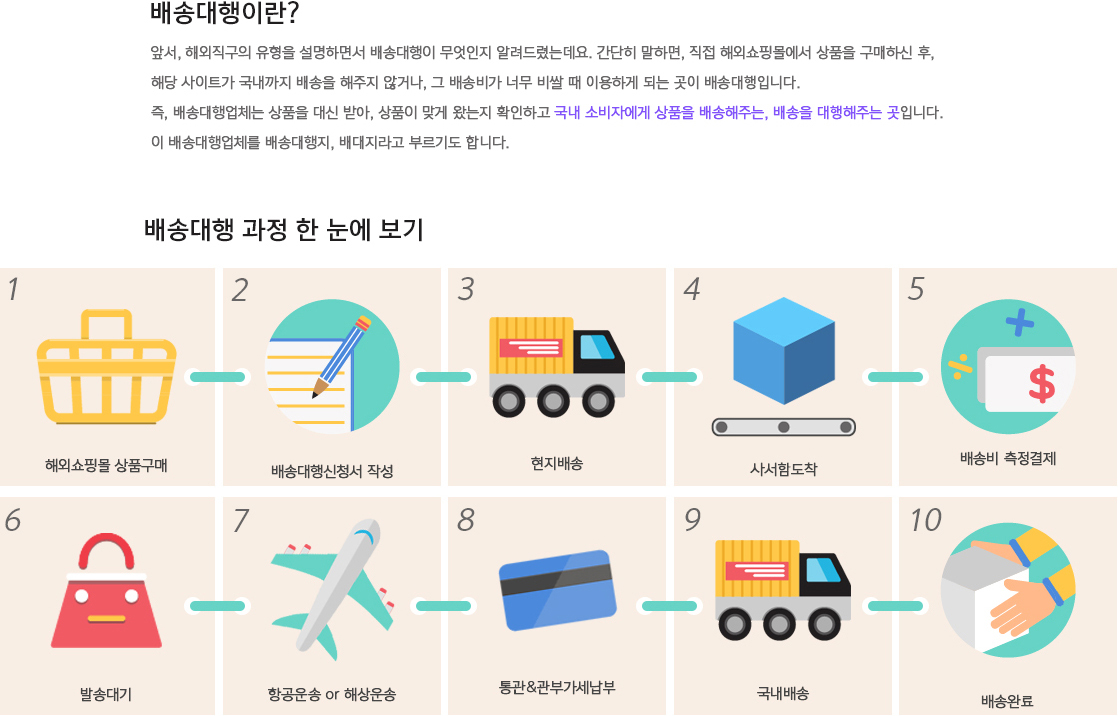 배송대행이란?
앞서, 해외직구의 유형을 설명하면서 배송대행이 무엇인지 알려드렸는데요. 간단히 말하면, 직접 해외쇼핑몰에서 상품을 구매하신 후,
해당 사이트가 국내까지 배송을 해주지 않거나, 그 배송비가 너무 비쌀 때 이용하게 되는 곳이 배송대행입니다.
즉, 배송대행업체는 상품을 대신 받아, 상품이 맞게 왔는지 확인하고 국내 소비자에게 상품을 배송해주는, 배송을 대행해주는 곳입니다.
이 배송대행업체를 배송대행지, 배대지라고 부르기도 합니다.
배송대행 과정 한 눈에 보기
1
해외쇼핑몰 상품구매
2
배송대행신청서 작성
3
현지배송
4
사서함도착
5
$
배송비 측정결제
6
발송대기
7
항공운송 or 해상운송
8
통관&관부가세납부
9
국내배송
10
배송완료